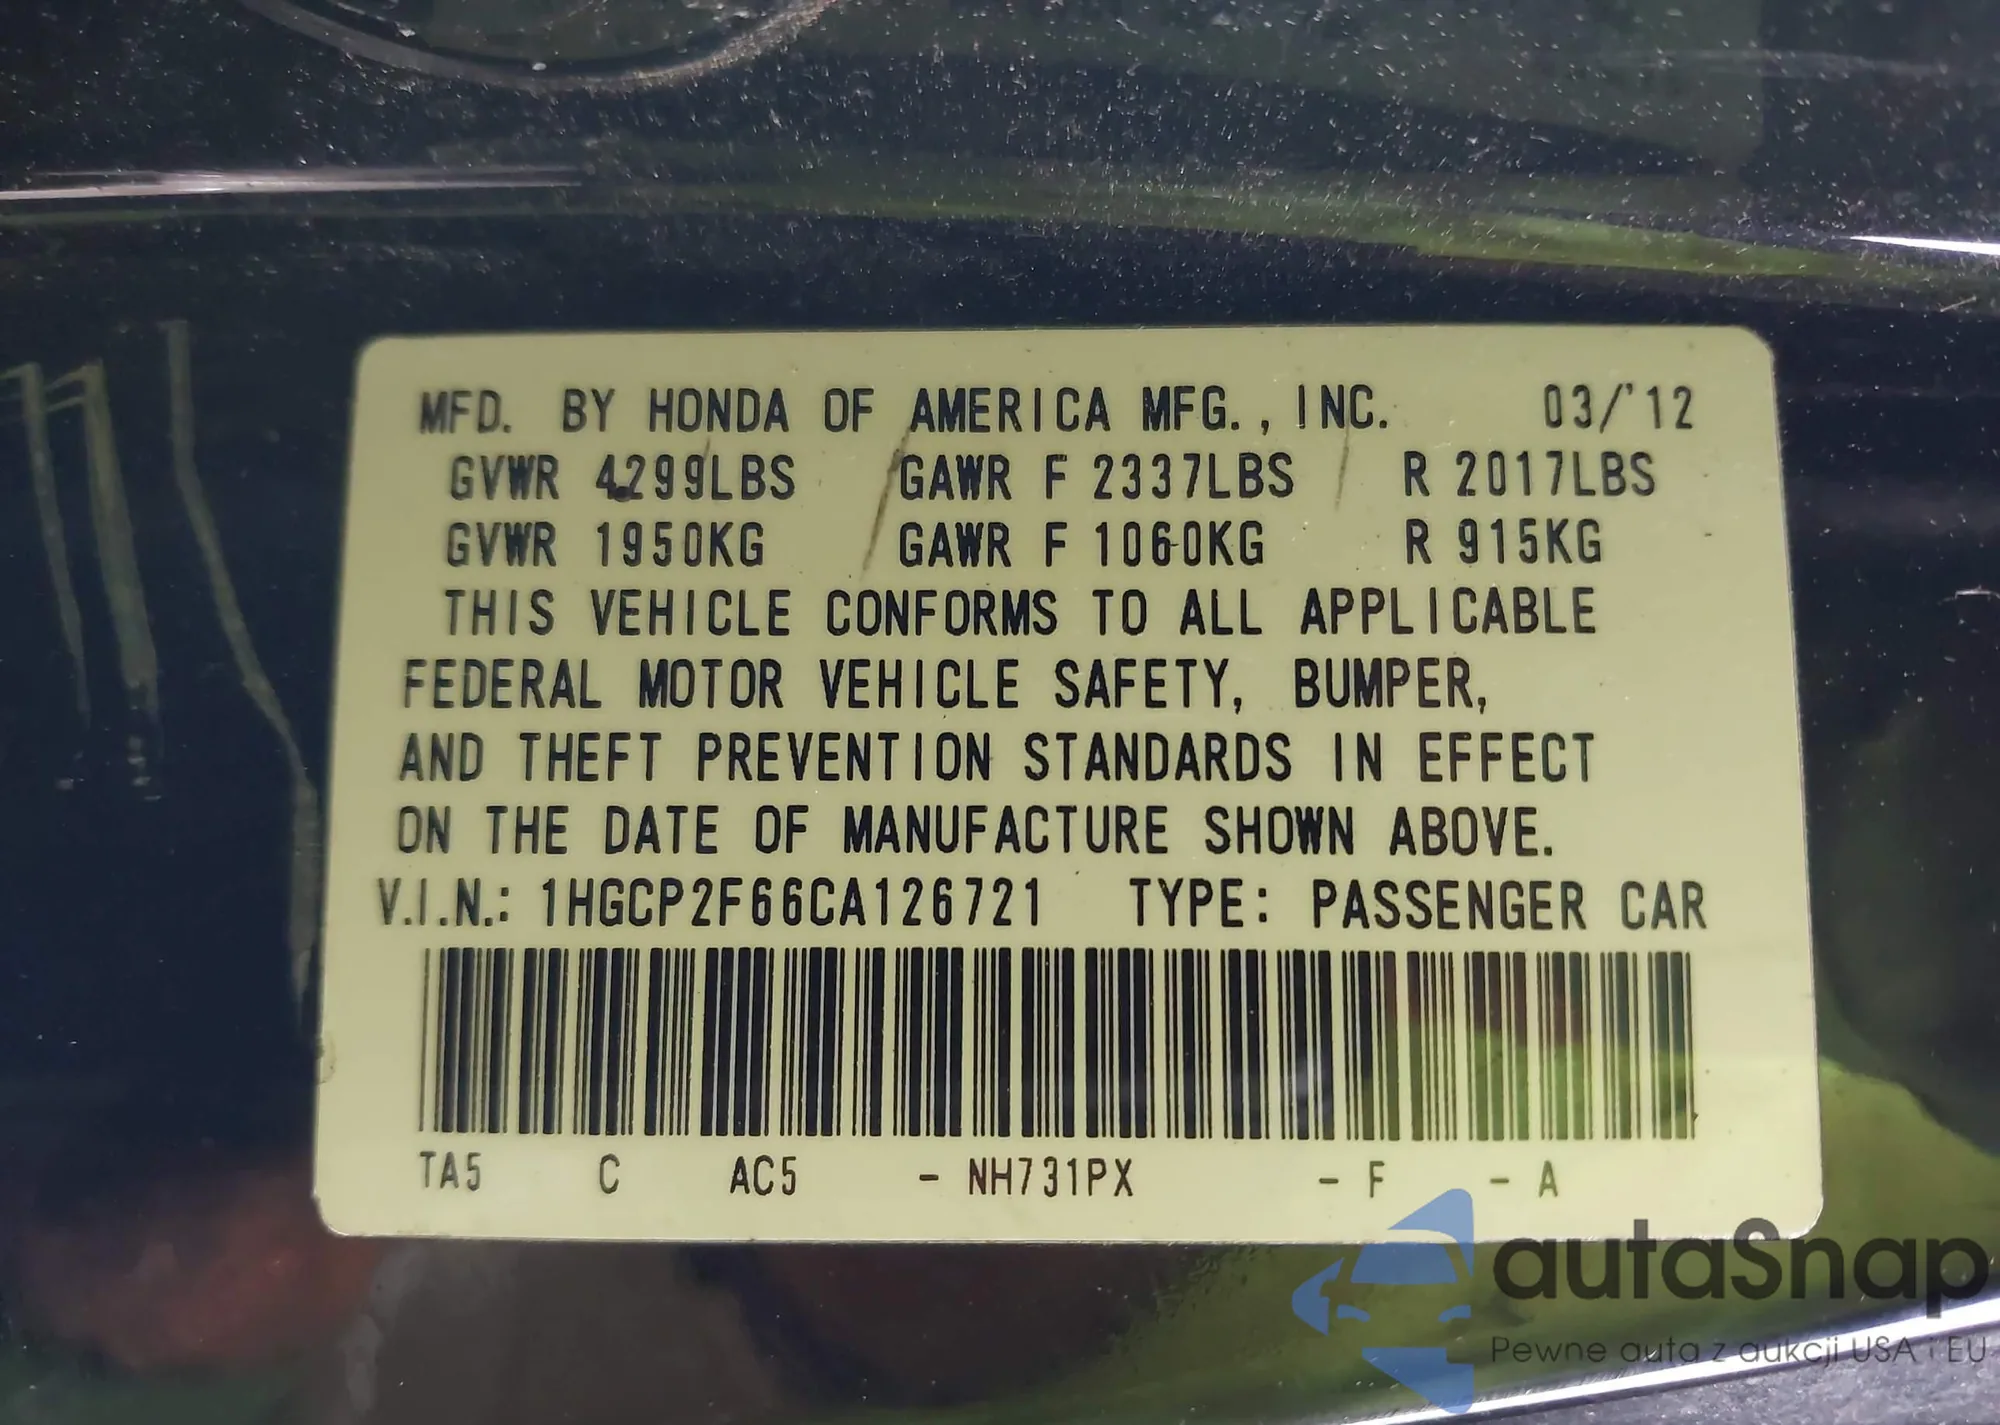 MFD. BY HONDA OF AMERICA MFG., INC. 03/'12
GVWR 4299LBS GAWR F 2337LBS R 2017LBS
GVWR 1950KG GAWR F 1060KG R 915KG
THIS VEHICLE CONFORMS TO ALL APPLICABLE
FEDERAL MOTOR VEHICLE SAFETY, BUMPER,
AND THEFT PREVENTION STANDARDS IN EFFECT
ON THE DATE OF MANUFACTURE SHOWN ABOVE.
V.I.N.: 1HGCP2F66CA126721 TYPE: PASSENGER CAR
TA5 C AC5 - NH731PX - F - A
autoSnap
Pewne auta z aukcji USA i EU